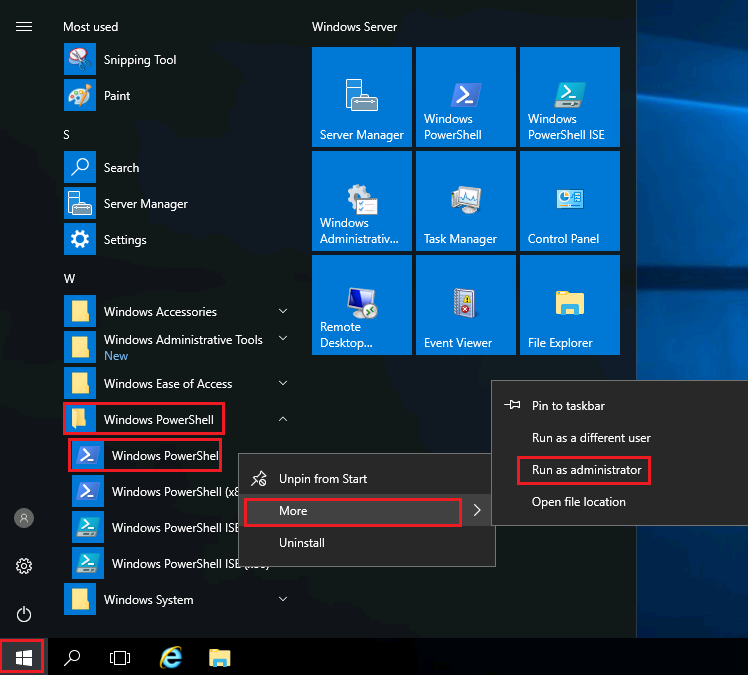 Most used
Snipping Tool
Paint
S
Search
Server Manager
Settings
W
Windows Accessories
Windows Administrative Tools
New
Windows Ease of Access
Windows PowerShell
Windows PowerShel
Windows PowerShell (x8
Windows PowerShell ISE
Windows PowerShell ISE (x86)
Windows System
Windows Server
Server Manager
Windows
PowerShell
Windows
PowerShell ISE
Windows
Administrativ...
Task Manager
Control Panel
Remote
Desktop...
Event Viewer
File Explorer
Unpin from Start
More
Uninstall
Pin to taskbar
Run as a different user
Run as administrator
Open file location